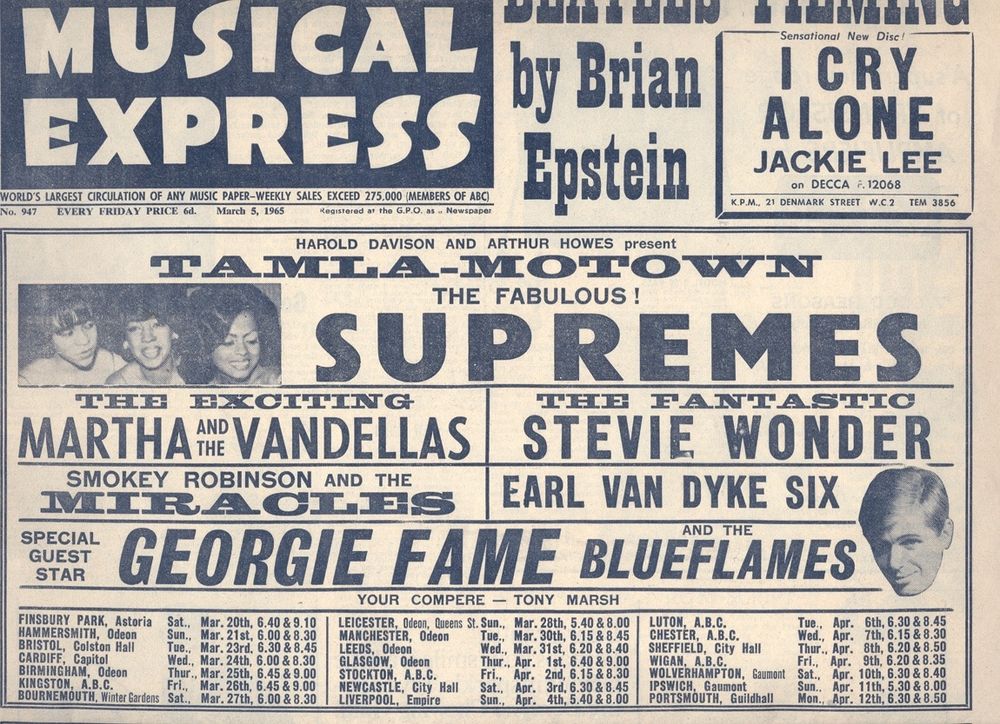 MUSICAL
EXPRESS
WORLD'S LARGEST CIRCULATION OF ANY MUSIC PAPER—WEEKLY SALES EXCEED 275,000 (MEMBERS OF ABC)
No. 947 EVERY FRIDAY PRICE 6d. March 5, 1965 Registered at the G.P.O. as a Newspaper
BEATLES FILMING
by Brian
Epstein
Sensational New Disc!
I CRY
ALONE
JACKIE LEE
on DECCA F.12068
K.P.M., 21 DENMARK STREET W.C2 TEM 3856
HAROLD DAVISON AND ARTHUR HOWES present
TAMLA-MOTOWN
THE FABULOUS!
SUPREMES
THE EXCITING
MARTHA AND THE VANDELLAS
THE FANTASTIC
STEVIE WONDER
SMOKEY ROBINSON AND THE
MIRACLES
EARL VAN DYKE SIX
SPECIAL
GUEST
STAR
GEORGIE FAME AND THE BLUEFLAMES
YOUR COMPERE — TONY MARSH
FINSBURY PARK, Astoria Sat., Mar. 20th, 6.40 & 9.10
HAMMERSMITH, Odeon Sun., Mar. 21st, 6.00 & 8.30
BRISTOL, Colston Hall Tue., Mar. 23rd, 6.30 & 8.45
CARDIFF, Capitol Wed., Mar. 24th, 6.00 & 8.30
BIRMINGHAM, Odeon Thur., Mar. 25th, 6.45 & 9.00
KINGSTON, A.B.C. Fri., Mar. 26th, 6.45 & 9.00
BOURNEMOUTH, Winter Gardens Sat., Mar. 27th, 6.00 & 8.30
LEICESTER, Odeon, Queens St. Sun., Mar. 28th, 5.40 & 8.00
MANCHESTER, Odeon Tue., Mar. 30th, 6.15 & 8.45
LEEDS, Odeon Wed., Mar. 31st, 6.20 & 8.40
GLASGOW, Odeon Thur., Apr. 1st, 6.40 & 9.00
STOCKTON, A.B.C. Fri., Apr. 2nd, 6.15 & 8.30
NEWCASTLE, City Hall Sat., Apr. 3rd, 6.30 & 8.45
LIVERPOOL, Empire Sun., Apr. 4th, 5.40 & 8.00
LUTON, A.B.C. Tue., Apr. 6th, 6.30 & 8.45
CHESTER, A.B.C. Wed., Apr. 7th, 6.15 & 8.30
SHEFFIELD, City Hall Thur., Apr. 8th, 6.20 & 8.50
WIGAN, A.B.C. Fri., Apr. 9th, 6.20 & 8.35
WOLVERHAMPTON, Gaumont Sat., Apr. 10th, 6.30 & 8.40
IPSWICH, Gaumont Sun., Apr. 11th, 5.30 & 8.00
PORTSMOUTH, Guildhall Mon., Apr. 12th, 6.30 & 8.50